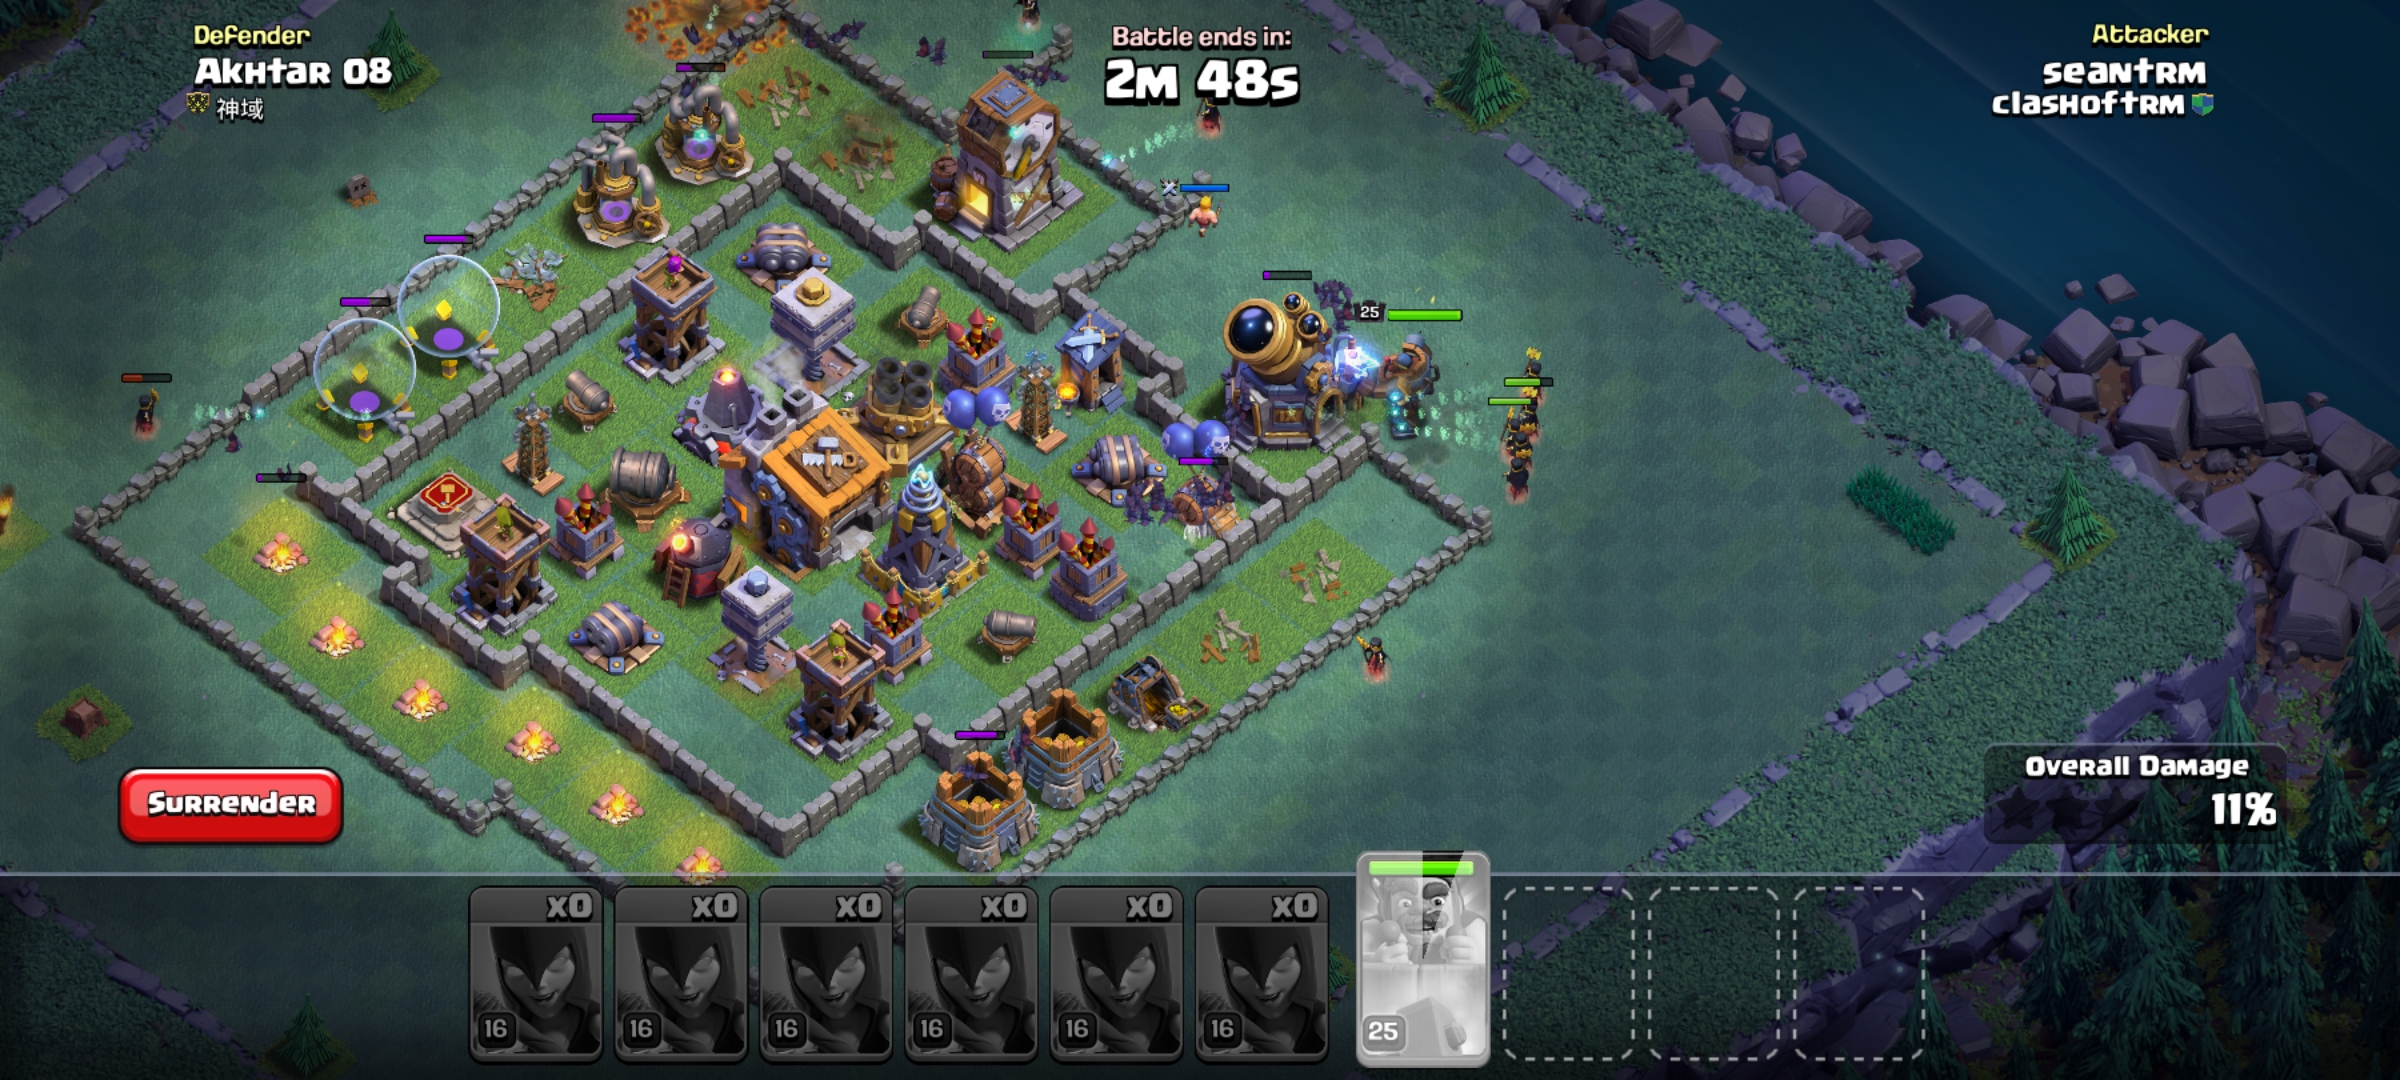 Defender
Akhtar 08
神域
Battle ends in:
2M 48s
Attacker
seantrm
clashoftrm
25
Surrender
Overall Damage
11%
x0
x0
x0
x0
x0
x0
16
16
16
16
16
16
25